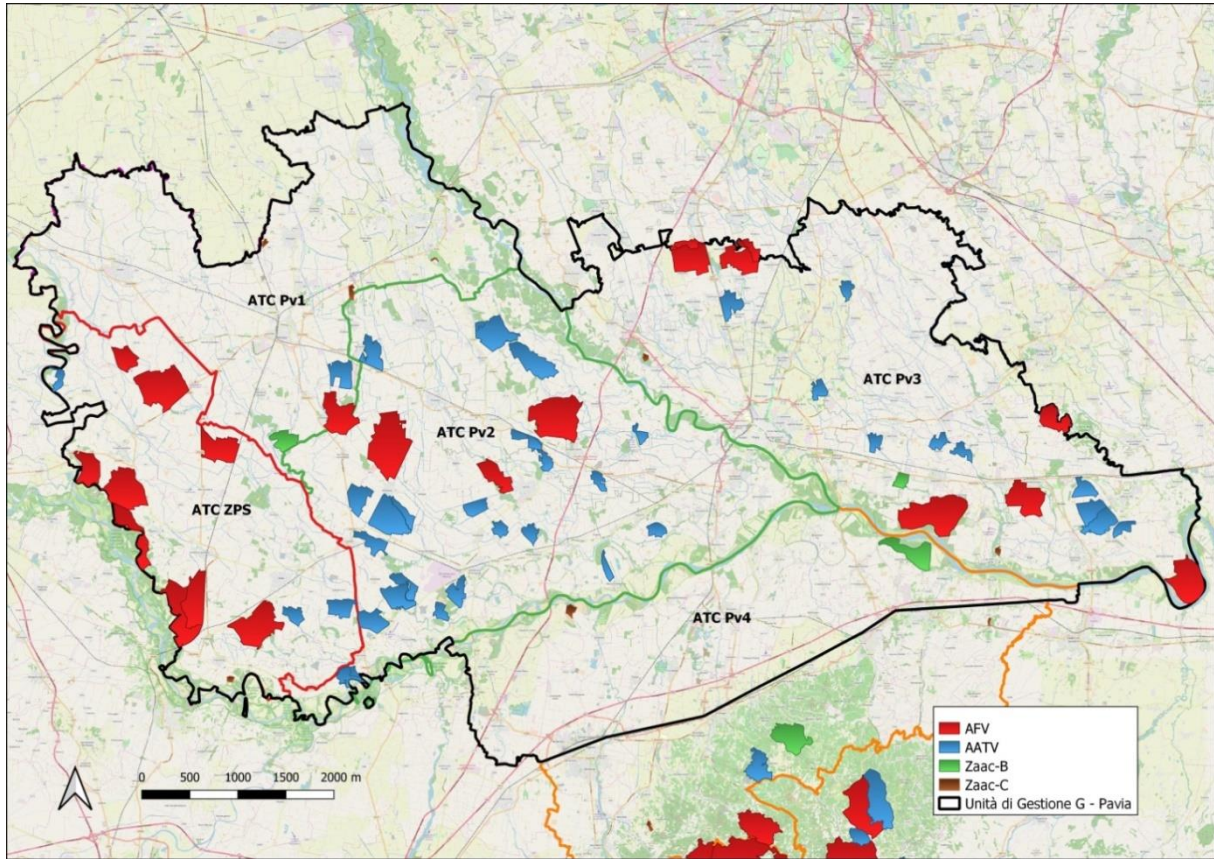 ATC Pv1
ATC Pv3
ATC Pv2
ATC ZPS
ATC Pv4
0 500 1000 1500 2000 m
AFV
AATV
Zaac-B
Zaac-C
Unità di Gestione G - Pavia